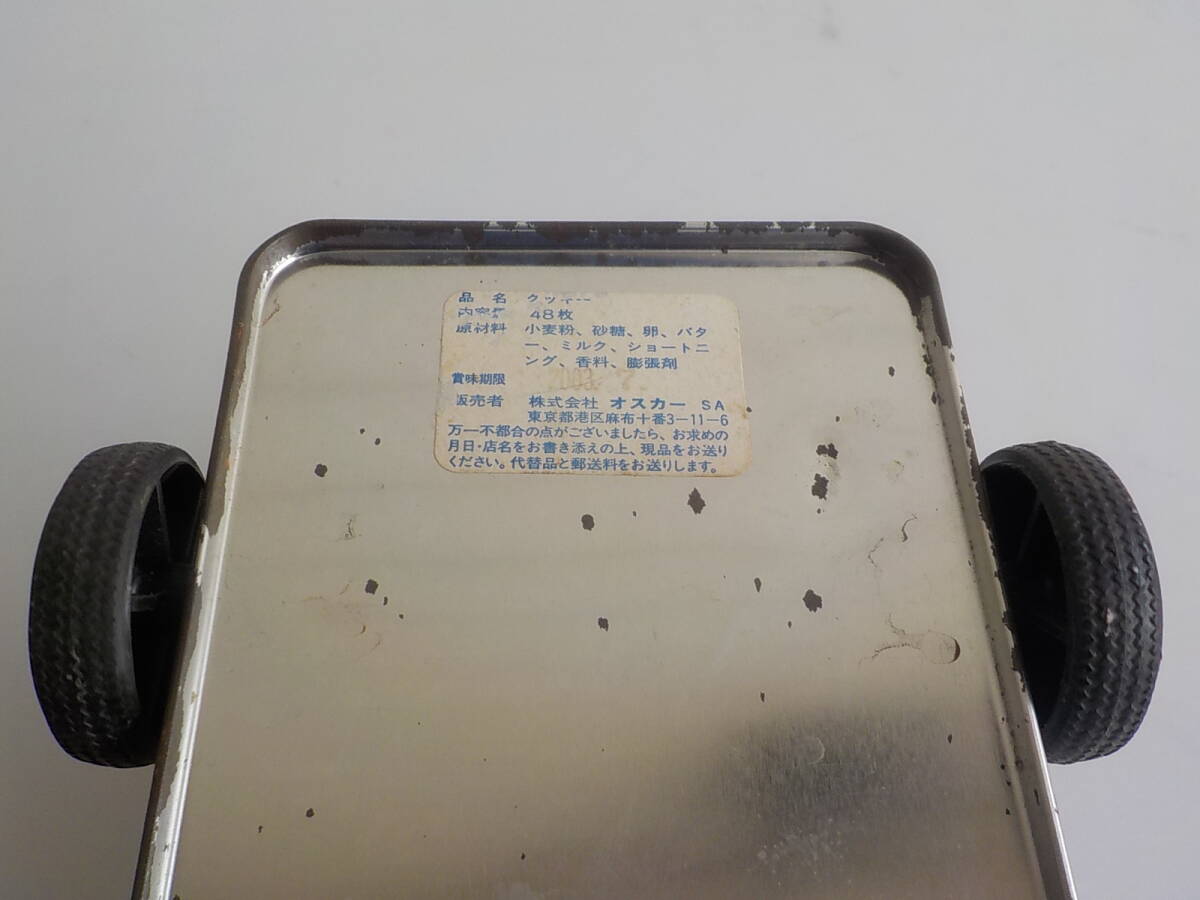 品 名 クッキー
内容量 48枚
原材料 小麦粉、砂糖、卵、バタ
ー、ミルク、ショートニ
ング、香料、膨張剤
賞味期限 2003. 7.
販売者 株式会社 オスカー SA
東京都港区麻布十番3-11-6
万一不都合の点がございましたら、お求めの
月日・店名をお書き添えの上、現品をお送り
ください。代替品と郵送料をお送りします。